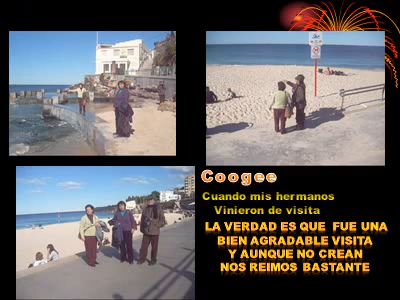 Coogee
Cuando mis hermanos
Vinieron de visita
LA VERDAD ES QUE FUE UNA
BIEN AGRADABLE VISITA
Y AUNQUE NO CREAN
NOS REIMOS BASTANTE